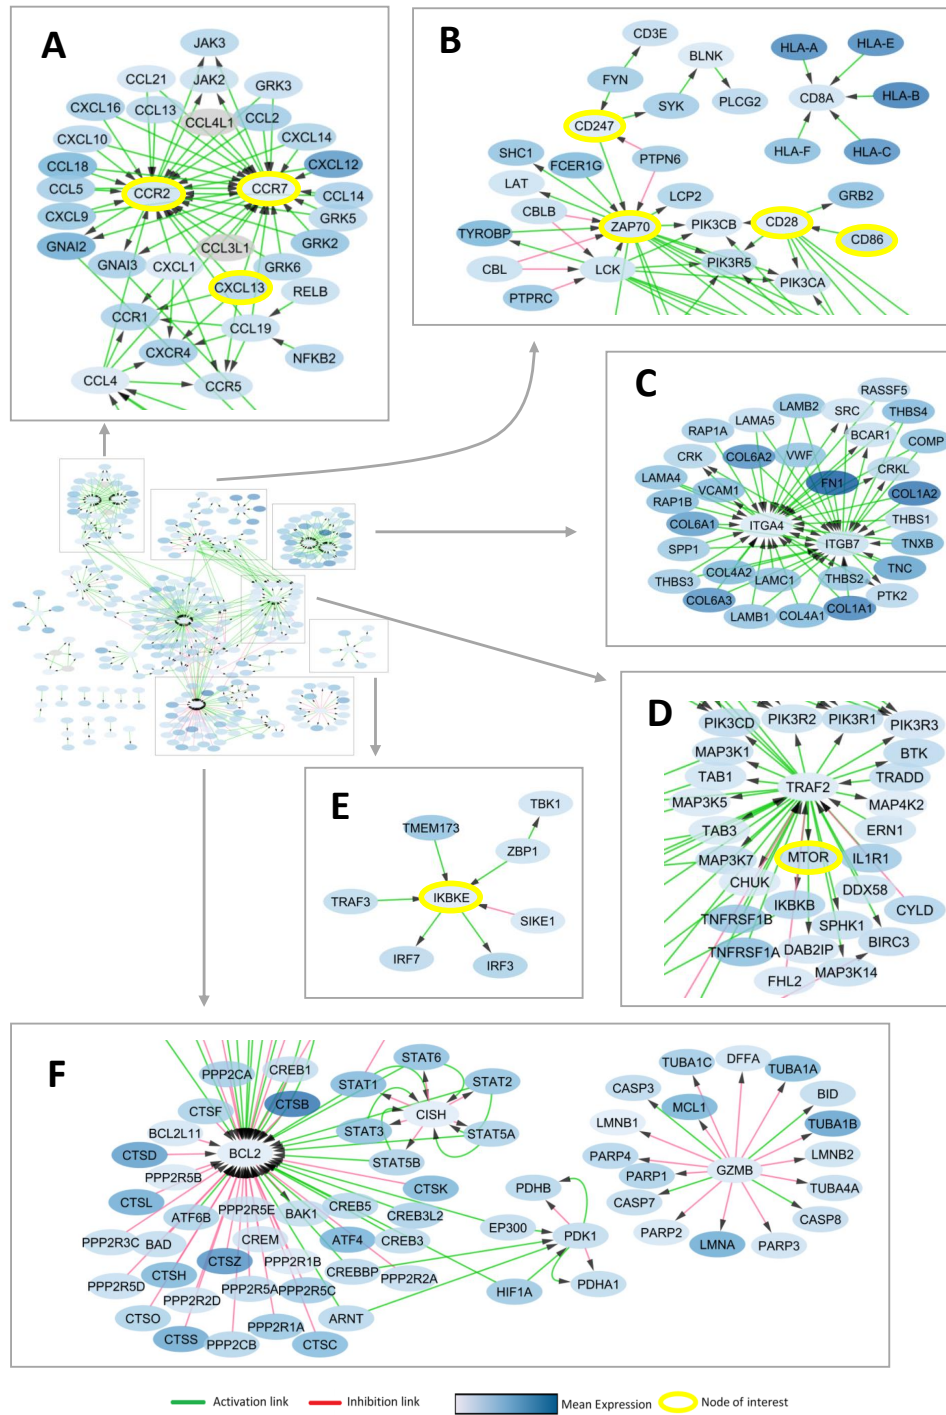 A
JAK3
CCL21
JAK2
GRK3
CXCL16
CCL13
CCL2
CCL4L1
CXCL10
CXCL14
CCL18
CXCL12
CCL5
CCR2
CCR7
CCL14
CXCL9
GRK5
GNAI2
CCL3L1
GRK2
GNAI3
CXCL1
GRK6
CXCL13
RELB
CCR1
CCL19
CXCR4
NFKB2
CCL4
CCR5
B
CD3E
HLA-A
HLA-E
BLNK
FYN
SYK
PLCG2
CD8A
HLA-B
CD247
SHC1
FCER1G
PTPN6
HLA-F
HLA-C
LAT
LCP2
GRB2
CBLB
ZAP70
PIK3CB
CD28
TYROBP
CD86
CBL
LCK
PIK3R5
PIK3CA
PTPRC
C
RASSF5
LAMB2
SRC
THBS4
LAMA5
RAP1A
BCAR1
COMP
CRK
COL6A2
VWF
CRKL
LAMA4
VCAM1
FN1
COL1A2
RAP1B
THBS1
COL6A1
ITGA4
ITGB7
TNXB
SPP1
COL4A2
TNC
THBS3
LAMC1
THBS2
PTK2
COL6A3
LAMB1
COL4A1
COL1A1
D
PIK3CD
PIK3R2
PIK3R1
PIK3R3
MAP3K1
BTK
TAB1
TRAF2
TRADD
MAP3K5
MAP4K2
TAB3
ERN1
MAP3K7
MTOR
IL1R1
CHUK
DDX58
IKBKB
CYLD
TNFRSF1B
SPHK1
TNFRSF1A
DAB2IP
BIRC3
FHL2
MAP3K14
E
TBK1
TMEM173
ZBP1
TRAF3
IKBKE
SIKE1
IRF7
IRF3
F
PPP2CA
CREB1
STAT6
STAT1
STAT2
CTSB
CTSF
CISH
BCL2L11
STAT3
STAT5A
CTSD
BCL2
STAT5B
PPP2R5B
CTSK
CTSL
PPP2R5E
CREB5
ATF6B
BAK1
CREB3L2
PPP2R3C
BAD
CREM
ATF4
CREB3
CTSZ
PPP2R1B
CREBBP
PPP2R2A
PPP2R5D
CTSH
PPP2R2D
PPP2R5A
PPP2R5C
CTSO
ARNT
CTSS
PPP2CB
PPP2R1A
CTSC
PDHB
EP300
PDK1
HIF1A
PDHA1
TUBA1C
DFFA
TUBA1A
CASP3
MCL1
BID
LMNB1
TUBA1B
PARP4
LMNB2
PARP1
GZMB
TUBA4A
CASP7
CASP8
PARP2
LMNA
PARP3
Activation link
Inhibition link
Mean Expression
Node of interest